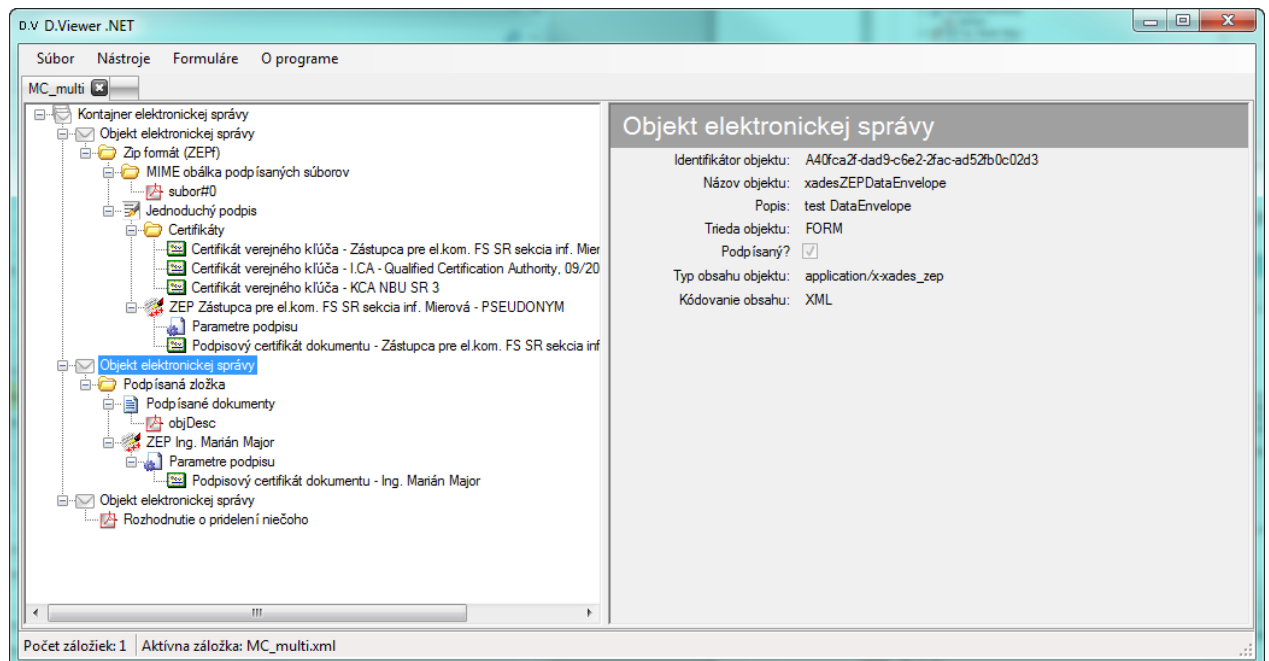 D.V D.Viewer .NET
Súbor Nástroje Formuláre O programe
MC_multi
Kontajner elektronickej správy
Objekt elektronickej správy
Zip formát (ZEPf)
MIME obálka podpísaných súborov
subor#0
Jednoduchý podpis
Certifikáty
Certifikát verejného kľúča - Zástupca pre el.kom. FS SR sekcia inf. Mier
Certifikát verejného kľúča - I.CA - Qualified Certification Authority, 09/20
Certifikát verejného kľúča - KCA NBU SR 3
ZEP Zástupca pre el.kom. FS SR sekcia inf. Mierová - PSEUDONYM
Parametre podpisu
Podpisový certifikát dokumentu - Zástupca pre el.kom. FS SR sekcia inf
Objekt elektronickej správy
Podpísaná zložka
Podpísané dokumenty
objDesc
ZEP Ing. Marián Major
Parametre podpisu
Podpisový certifikát dokumentu - Ing. Marián Major
Objekt elektronickej správy
Rozhodnutie o pridelení niečoho
Objekt elektronickej správy
Identifikátor objektu: A40fca2f-dad9-c6e2-2fac-ad52fb0c02d3
Názov objektu: xadesZEPDataEnvelope
Popis: test DataEnvelope
Trieda objektu: FORM
Podpísaný?
Typ obsahu objektu: application/x-xades_zep
Kódovanie obsahu: XML
Počet záložiek: 1 Aktívna záložka: MC_multi.xml